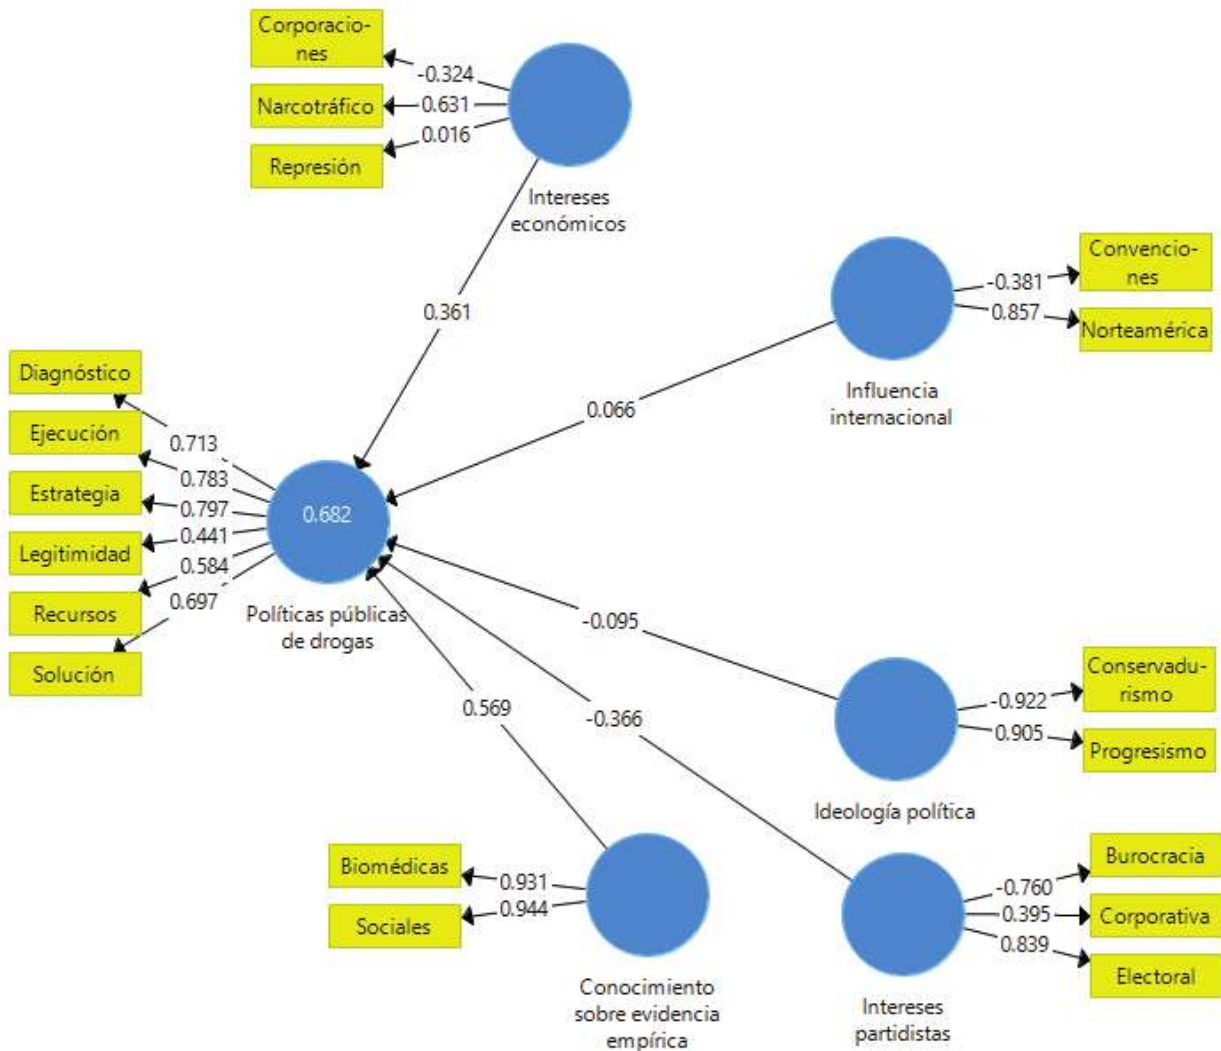 Corporacio-
nes
Narcotráfico
Represión
-0.324
0.631
0.016
Intereses
económicos
0.361
Convencio-
nes
Norteamérica
-0.381
0.857
Influencia
internacional
0.066
Diagnóstico
Ejecución
Estrategia
Legitimidad
Recursos
Solución
0.713
0.783
0.797
0.441
0.584
0.697
0.682
Políticas públicas
de drogas
-0.095
-0.366
0.569
Conservadu-
rismo
Progresismo
-0.922
0.905
Ideología política
Biomédicas
Sociales
0.931
0.944
Conocimiento
sobre evidencia
empírica
Burocracia
Corporativa
Electoral
-0.760
0.395
0.839
Intereses
partidistas